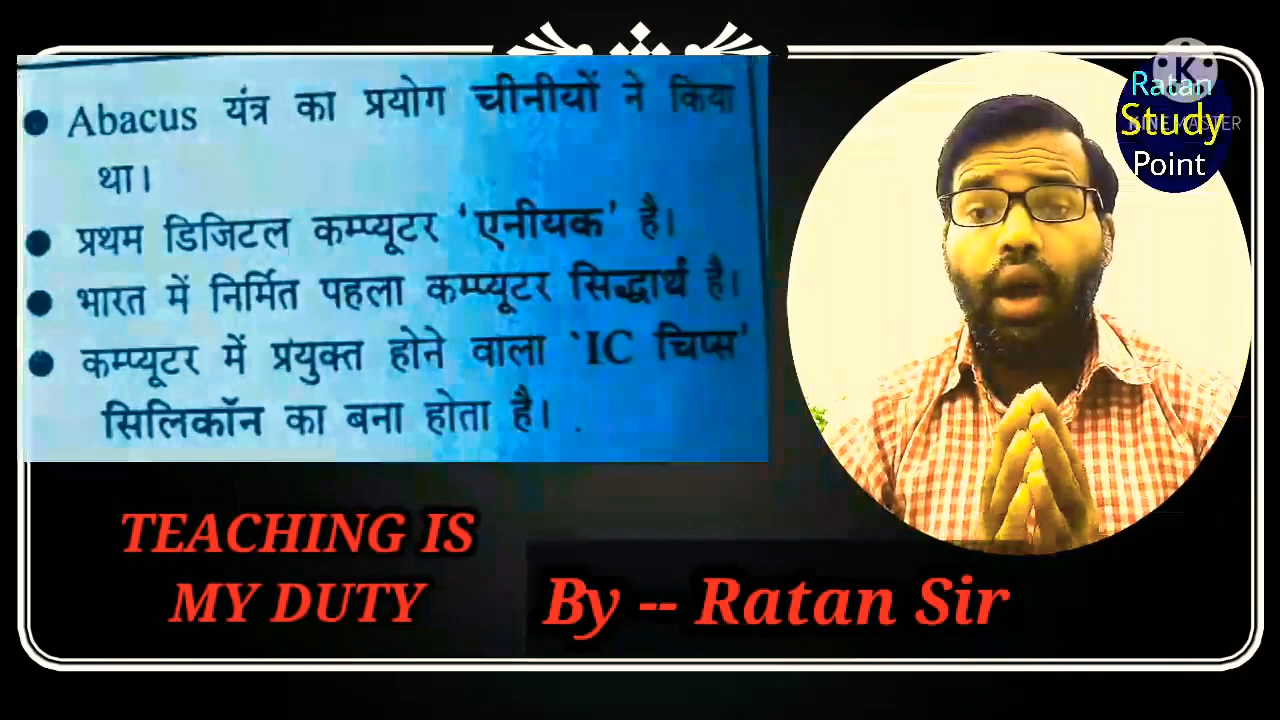 Abacus यंत्र का प्रयोग चीनीयों ने किया
था।
प्रथम डिजिटल कम्प्यूटर ‘एनीयक’ है।
भारत में निर्मित पहला कम्प्यूटर सिद्धार्थ है।
कम्प्यूटर में प्रयुक्त होने वाला ‘IC चिप्स’
सिलिकॉन का बना होता है।
TEACHING IS
MY DUTY
By -- Ratan Sir
Ratan
Study
Point
K
KINEMASTER